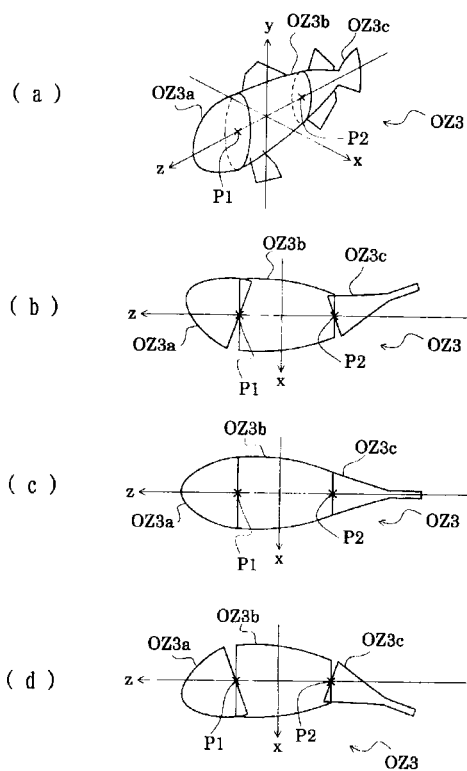 ( a )
y
OZ3b
OZ3c
OZ3a
P2
OZ3
z
P1
x
( b )
OZ3b
OZ3c
z
OZ3a
P2
OZ3
P1
x
( c )
OZ3b
OZ3c
z
OZ3a
P2
OZ3
P1
x
( d )
OZ3b
OZ3a
OZ3c
z
P1
P2
x
OZ3